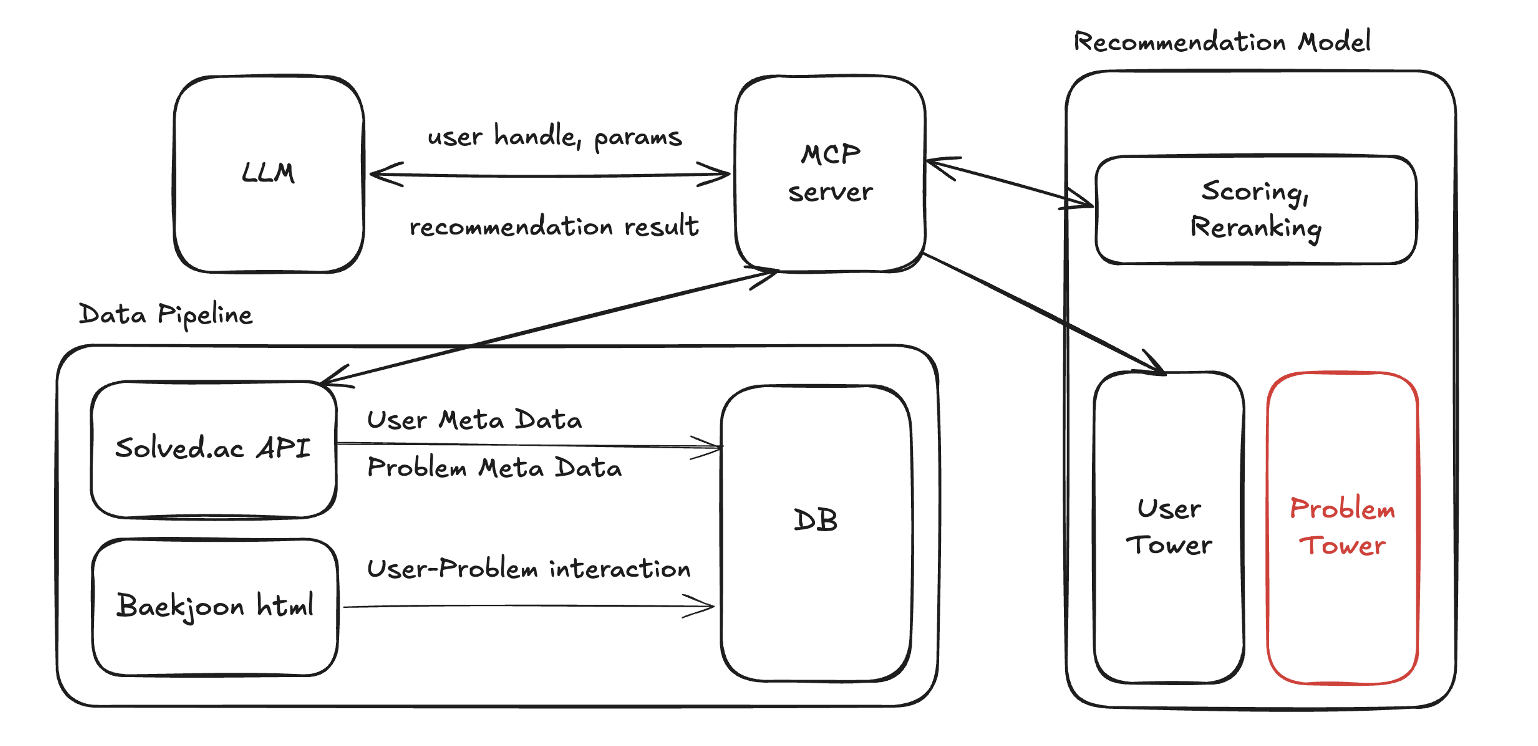 Recommendation Model
LLM
user handle, params
recommendation result
MCP
server
Scoring,
Reranking
Data Pipeline
Solved.ac API
User Meta Data
Problem Meta Data
DB
Baekjoon html
User-Problem interaction
User
Tower
Problem
Tower